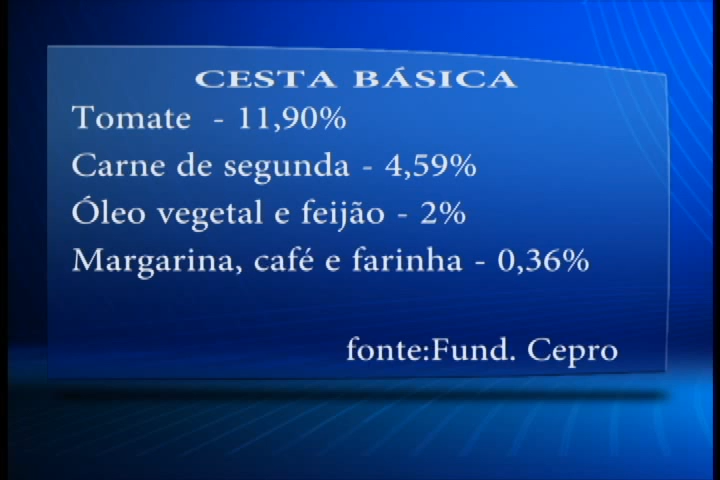 CESTA BÁSICA
Tomate - 11,90%
Carne de segunda - 4,59%
Óleo vegetal e feijão - 2%
Margarina, café e farinha - 0,36%
fonte:Fund. Cepro